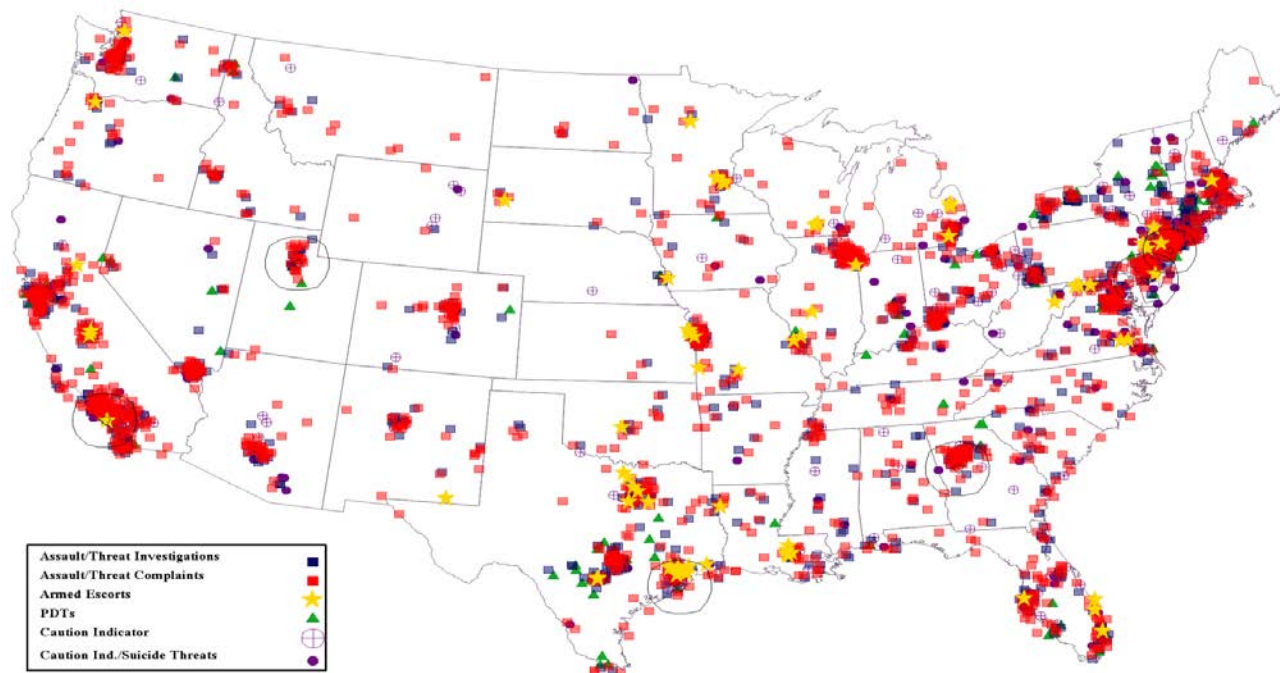 Assault/Threat Investigations
Assault/Threat Complaints
Armed Escorts
PDTs
Caution Indicator
Caution Ind./Suicide Threats